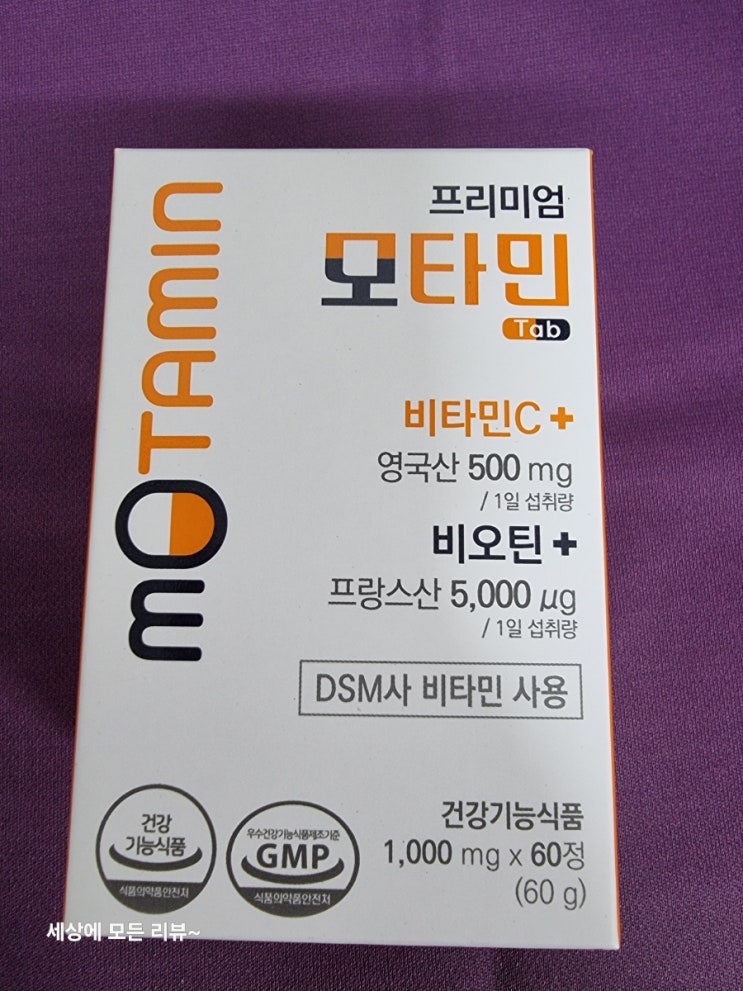 mOTAMIN
프리미엄
모타민
Tab
비타민C+
영국산 500 mg
/ 1일 섭취량
비오틴+
프랑스산 5,000 µg
/ 1일 섭취량
DSM사 비타민 사용
건강
기능식품
식품의약품안전처
우수건강기능식품제조기준
GMP
식품의약품안전처
건강기능식품
1,000 mg x 60정
(60 g)
세상에 모든 리뷰~